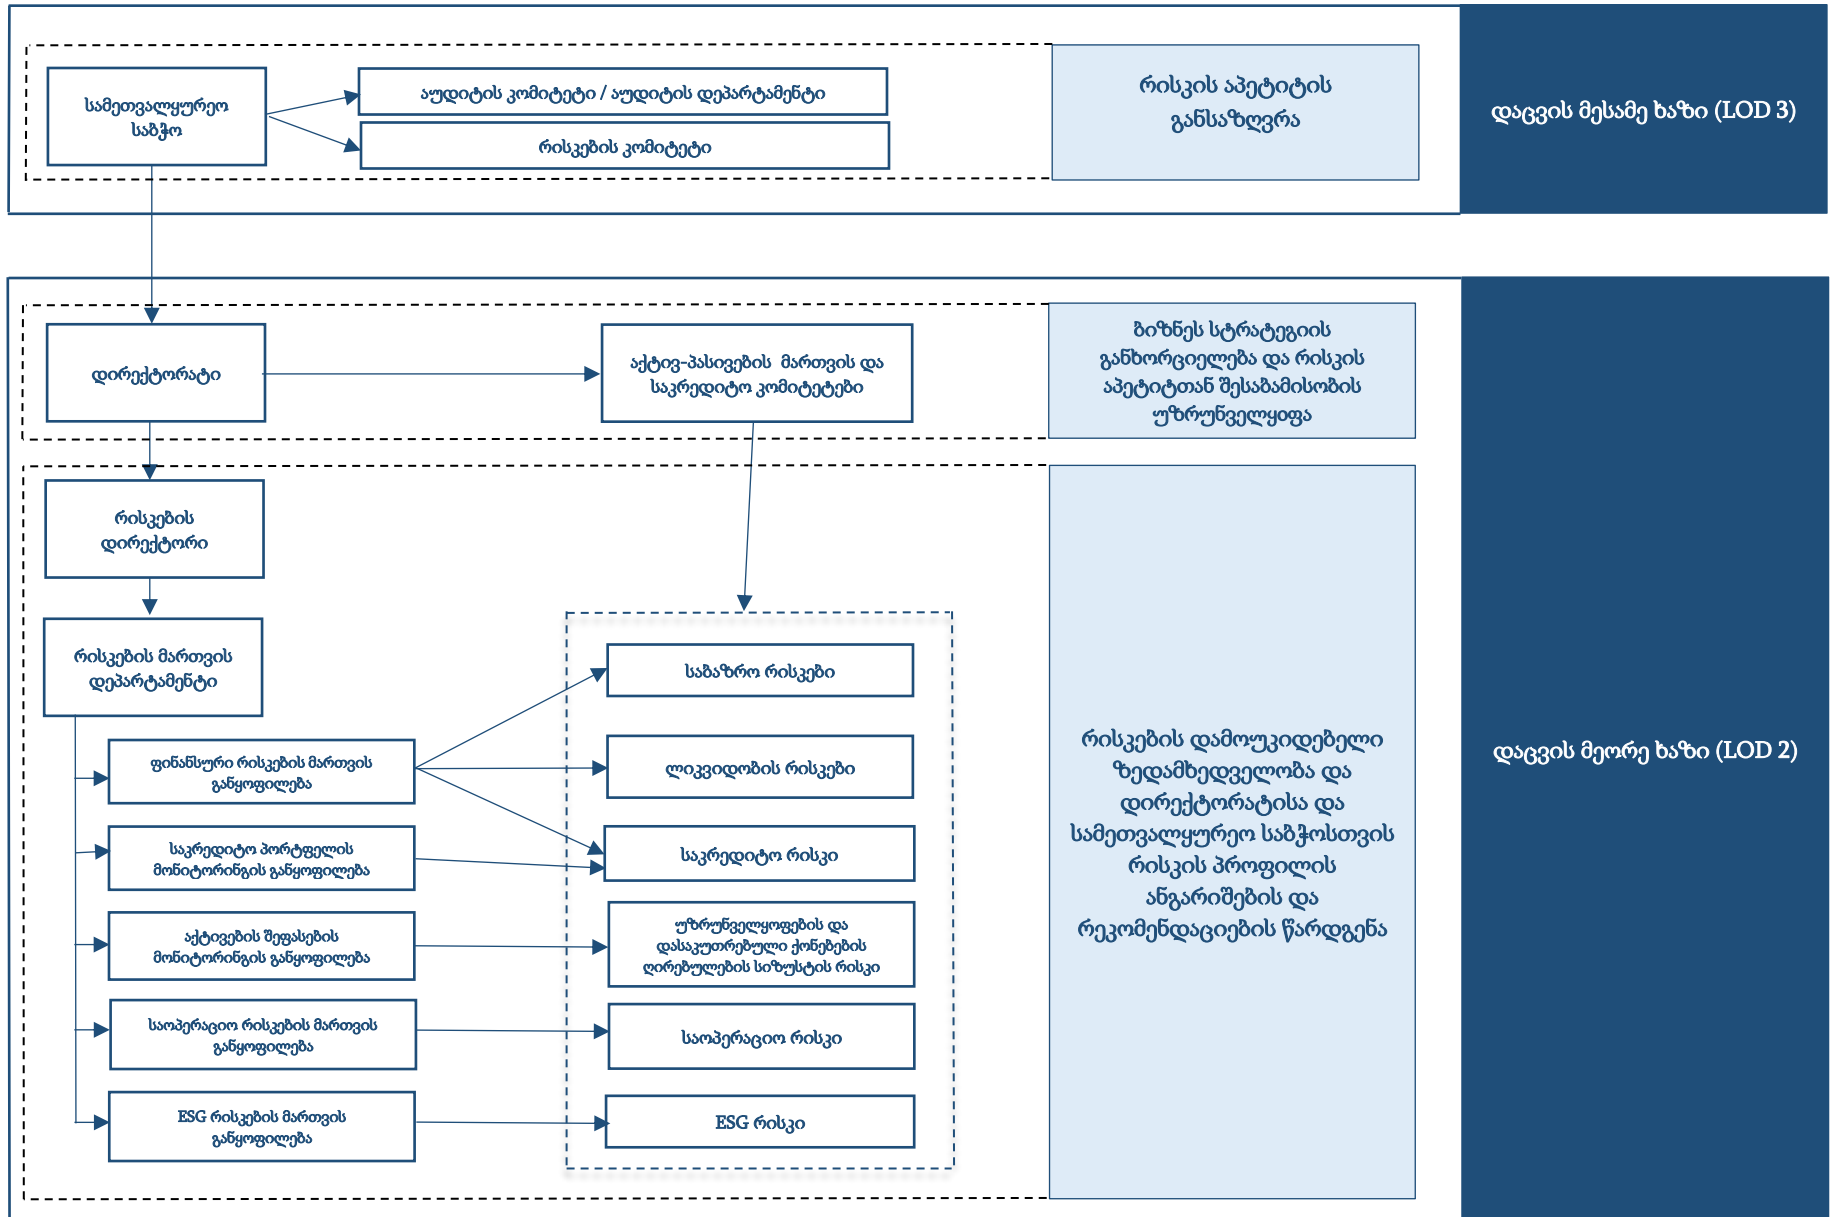 სამეთვალყურეო
საბჭო
აუდიტის კომიტეტი / აუდიტის დეპარტამენტი
რისკების კომიტეტი
რისკის აპეტიტის
განსაზღვრა
დაცვის მესამე ხაზი (LOD 3)
დირექტორატი
აქტივ-პასივების მართვის და
საკრედიტო კომიტეტები
ბიზნეს სტრატეგიის
განხორციელება და რისკის
აპეტიტთან შესაბამისობის
უზრუნველყიფა
რისკების
დირექტორი
რისკების მართვის
დეპარტამენტი
ფინანსური რისკების მართვის
განყოფილება
საკრედიტო პორტფელის
მონიტორინგის განყოფილება
აქტივების შეფასების
მონიტორინგის განყოფილება
საოპერაციო რისკების მართვის
განყოფილება
ESG რისკების მართვის
განყოფილება
საბაზრო რისკები
ლიკვიდობის რისკები
საკრედიტო რისკი
უზრუნველყოფების და
დასაკუთრებული ქონებების
ღირებულების სიზუსტის რისკი
საოპერაციო რისკი
ESG რისკი
რისკების დამოუკიდებელი
ზედამხედველობა და
დირექტორატისა და
სამეთვალყურეო საბჭოსთვის
რისკის პროფილის
ანგარიშების და
რეკომენდაციების წარდგენა
დაცვის მეორე ხაზი (LOD 2)